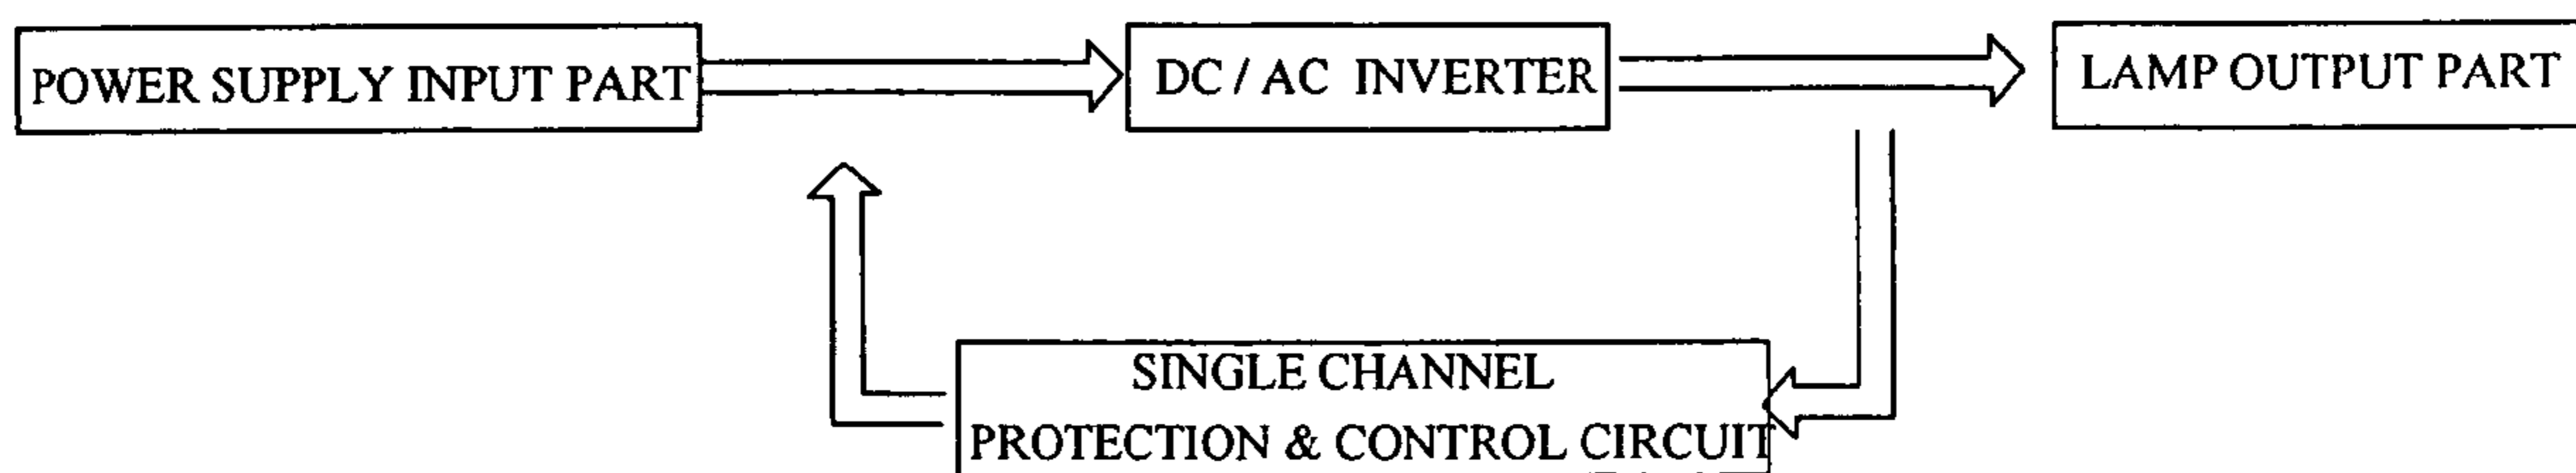 POWER SUPPLY INPUT PART
DC / AC INVERTER
LAMP OUTPUT PART
SINGLE CHANNEL
PROTECTION & CONTROL CIRCUIT